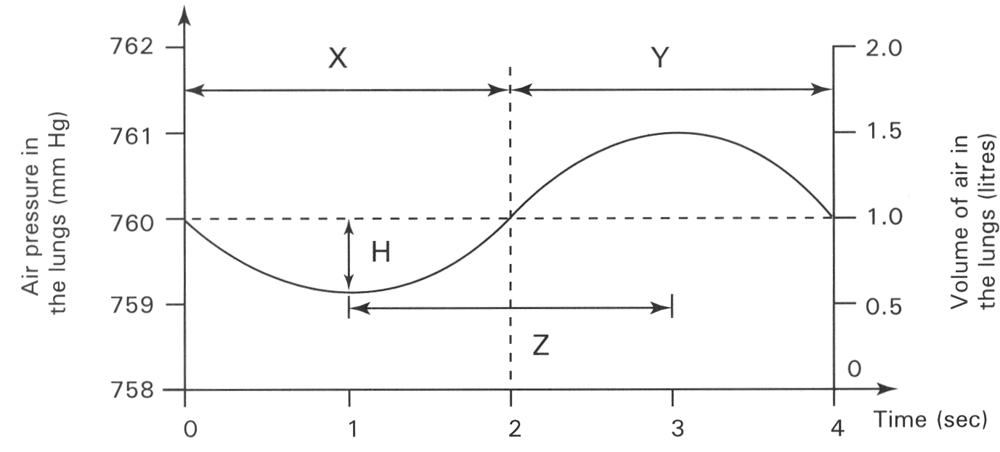 762
X
Y
2.0
761
1.5
Air pressure in
the lungs (mm Hg)
760
H
1.0
Volume of air in
the lungs (litres)
759
0.5
Z
0
758
0
1
2
3
4
Time (sec)